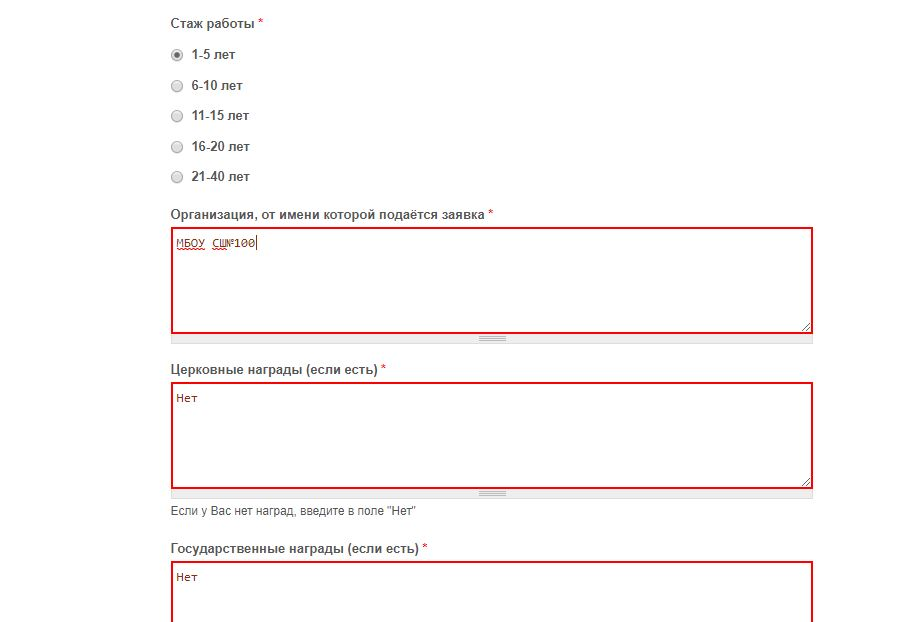 Стаж работы *
1-5 лет
6-10 лет
11-15 лет
16-20 лет
21-40 лет
Организация, от имени которой подаётся заявка *
МБОУ СШ№100
Церковные награды (если есть) *
Нет
Если у Вас нет наград, введите в поле "Нет"
Государственные награды (если есть) *
Нет